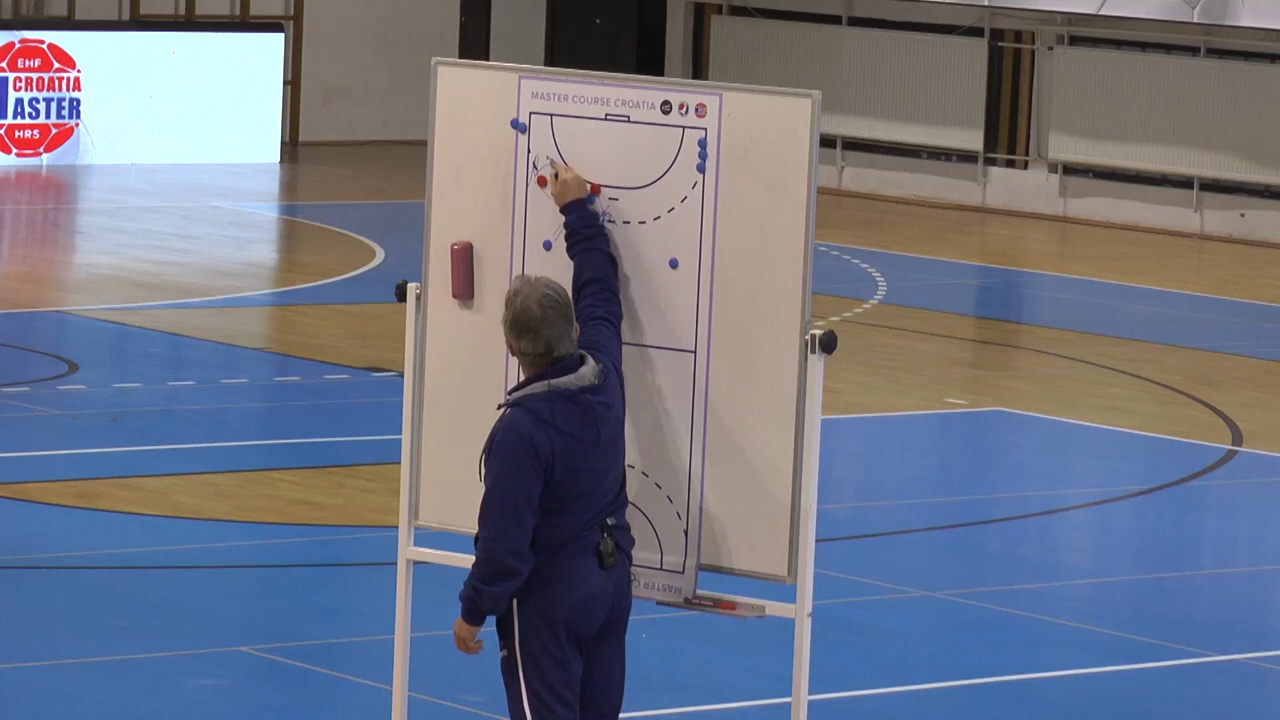 EHF
CROATIA
MASTER
HRS
MASTER COURSE CROATIA
MASTER